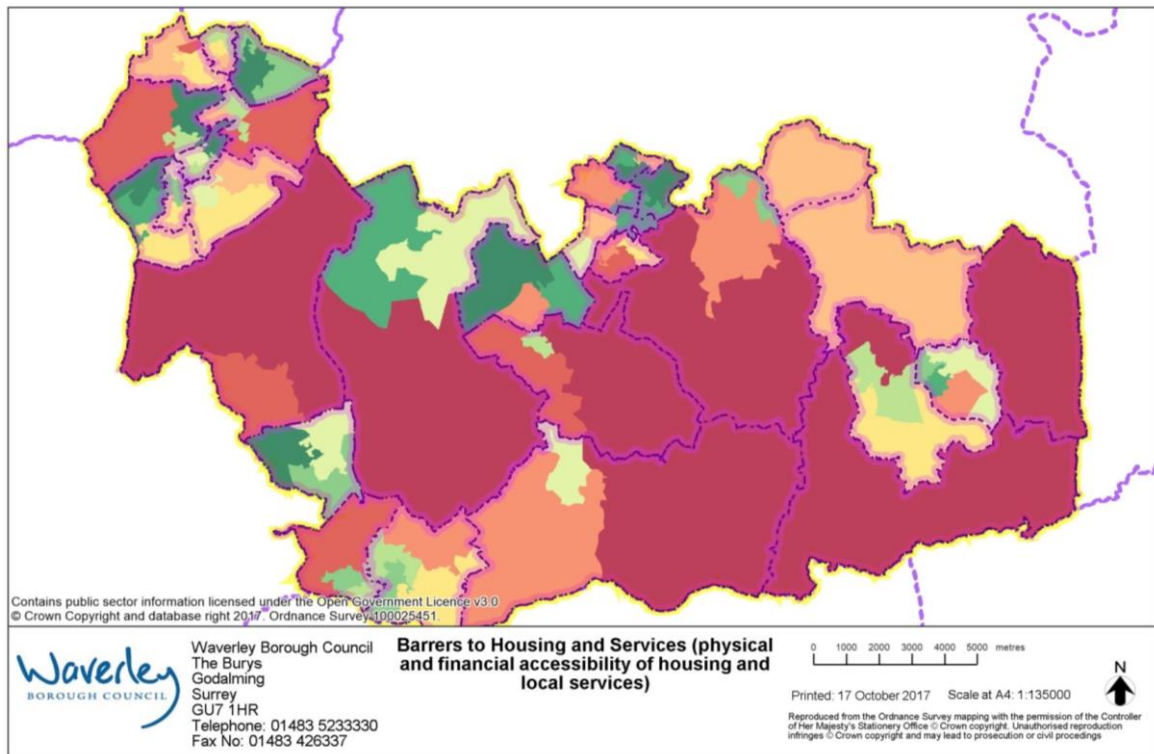 Contains public sector information licensed under the Open Government Licence v3.0
© Crown Copyright and database right 2017. Ordnance Survey 100025451.
Waverley
BOROUGH COUNCIL
Waverley Borough Council
The Burys
Godalming
Surrey
GU7 1HR
Telephone: 01483 5233330
Fax No: 01483 426337
Barrers to Housing and Services (physical
and financial accessibility of housing and
local services)
0 1000 2000 3000 4000 5000 metres
Printed: 17 October 2017 Scale at A4: 1:135000
N
Reproduced from the Ordnance Survey mapping with the permission of the Controller
of Her Majesty's Stationery Office © Crown copyright. Unauthorised reproduction
infringes © Crown copyright and may lead to prosecution or civil procedings